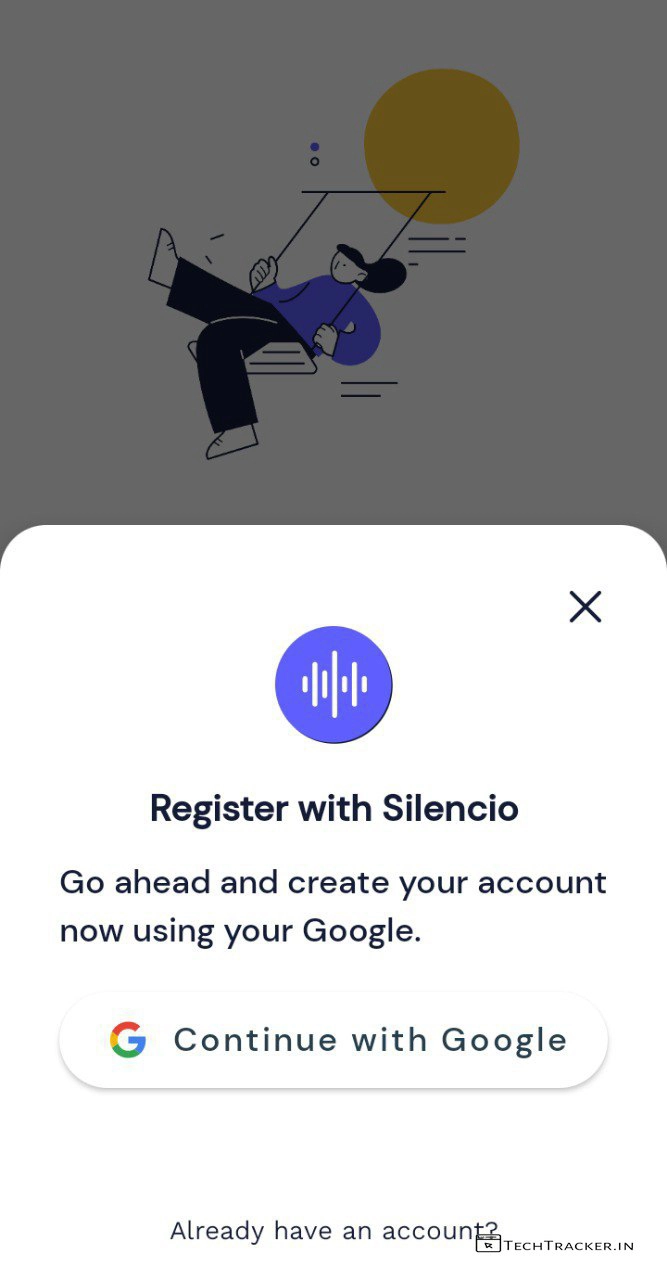 Register with Silencio
Go ahead and create your account
now using your Google.
Continue with Google
Already have an account?
TECHTRACKER.IN